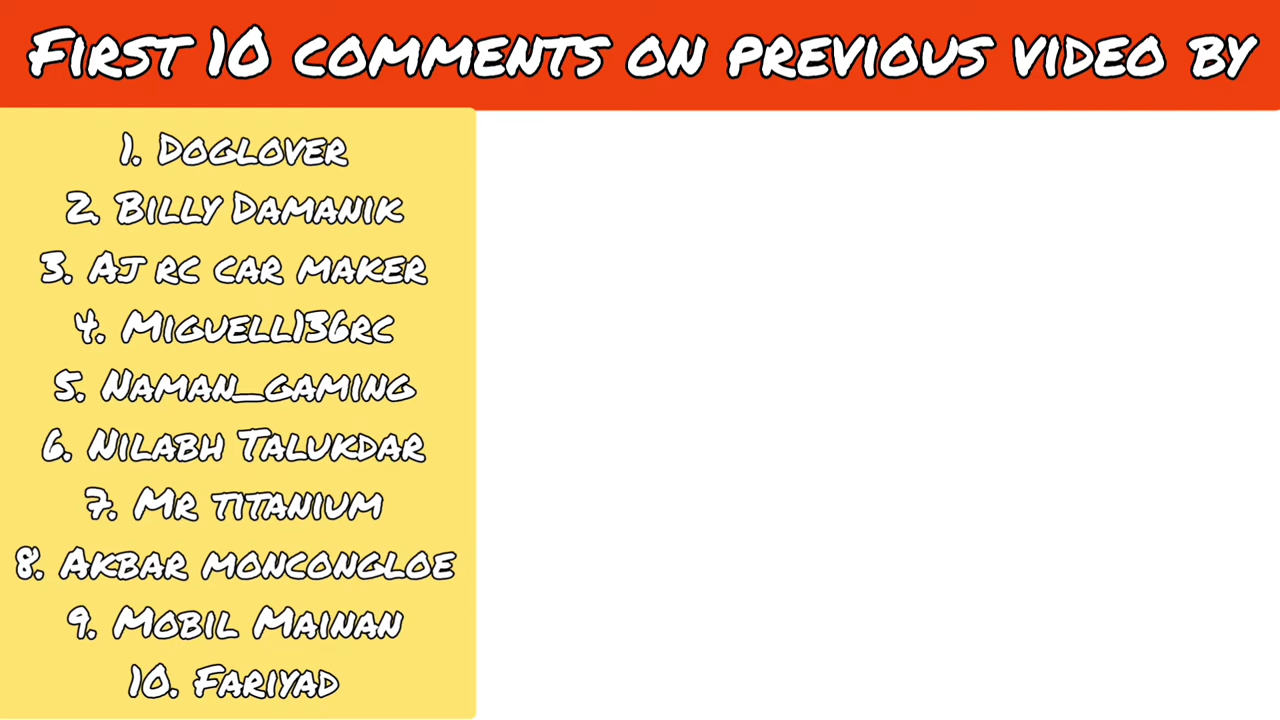 First 10 comments on previous video by
1. Doglover
2. Billy Damanik
3. Aj rc car maker
4. Miguell136rc
5. Naman_gaming
6. Nilabh Talukdar
7. Mr titanium
8. Akbar moncongloe
9. Mobil Mainan
10. Fariyad